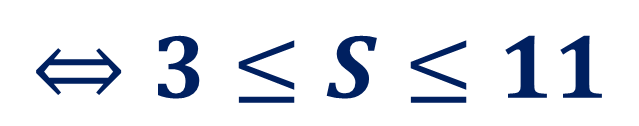 ⇔ 3 ≤ S ≤ 11